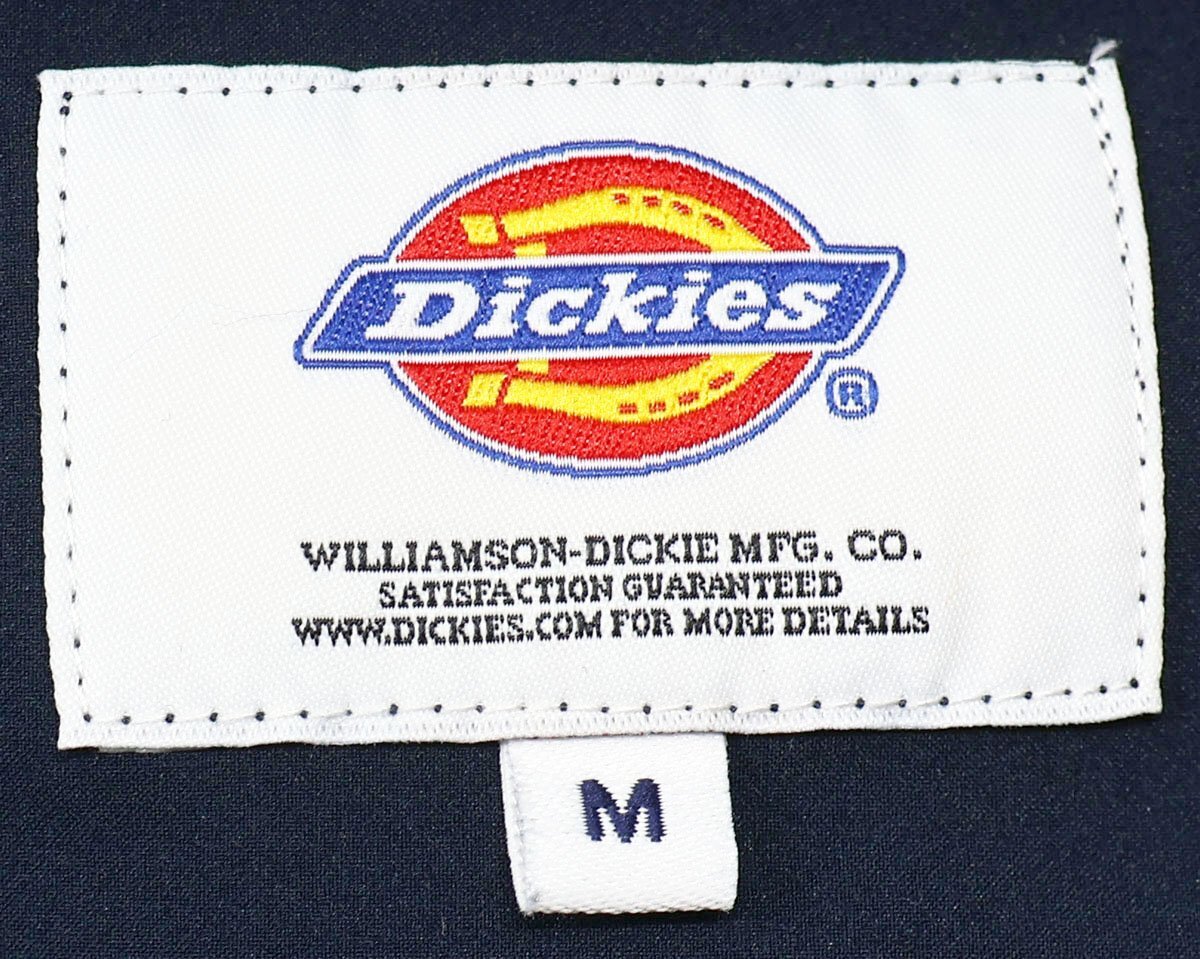 Dickies
®
WILLIAMSON-DICKIE MFG. CO.
SATISFACTION GUARANTEED
WWW.DICKIES.COM FOR MORE DETAILS
M